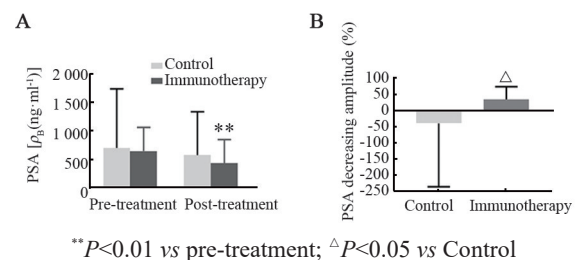 A
B
Control
Immunotherapy
PSA [ρB(ng·ml-1)]
2 000
1 500
1 000
500
0
Pre-treatment Post-treatment
**
PSA decreasing amplitude (%)
100
50
0
-50
-100
-150
-200
-250
△
Control Immunotherapy
**P<0.01 vs pre-treatment; △P<0.05 vs Control